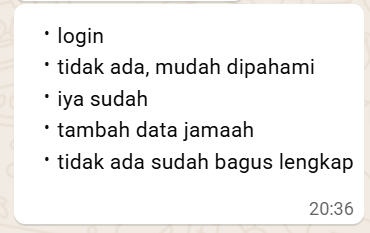 • login
• tidak ada, mudah dipahami
• iya sudah
• tambah data jamaah
• tidak ada sudah bagus lengkap
20:36